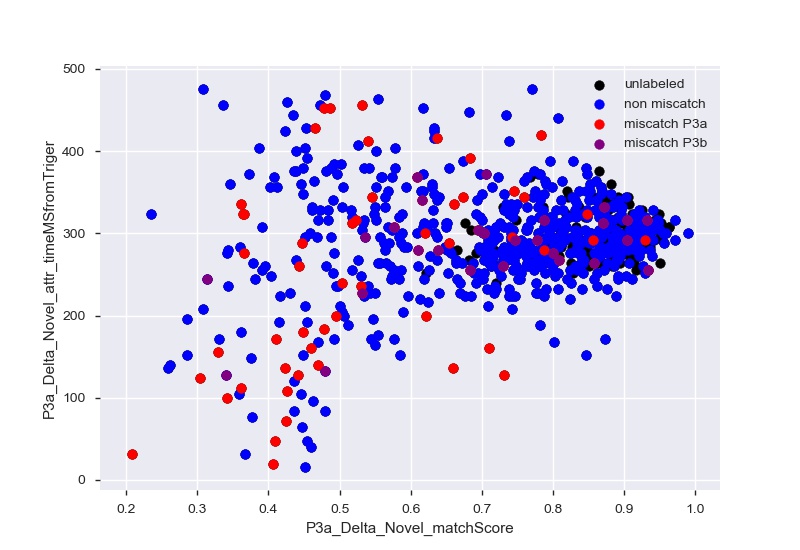 500
400
300
200
100
0
P3a_Delta_Novel_attr_timeMSfromTriger
unlabeled
non miscatch
miscatch P3a
miscatch P3b
0.2 0.3 0.4 0.5 0.6 0.7 0.8 0.9 1.0
P3a_Delta_Novel_matchScore